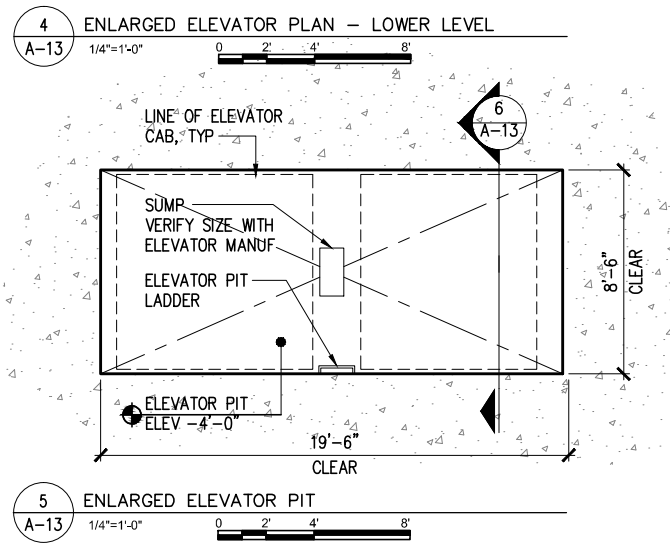 4
A-13
ENLARGED ELEVATOR PLAN - LOWER LEVEL
1/4"=1'-0"
0 2' 4' 8'
LINE OF ELEVATOR
CAB, TYP
6
A-13
SUMP
VERIFY SIZE WITH
ELEVATOR MANUF
ELEVATOR PIT
LADDER
8'-6"
CLEAR
ELEVATOR PIT
ELEV -4'-0"
19'-6"
CLEAR
5
A-13
ENLARGED ELEVATOR PIT
1/4"=1'-0"
0 2' 4' 8'